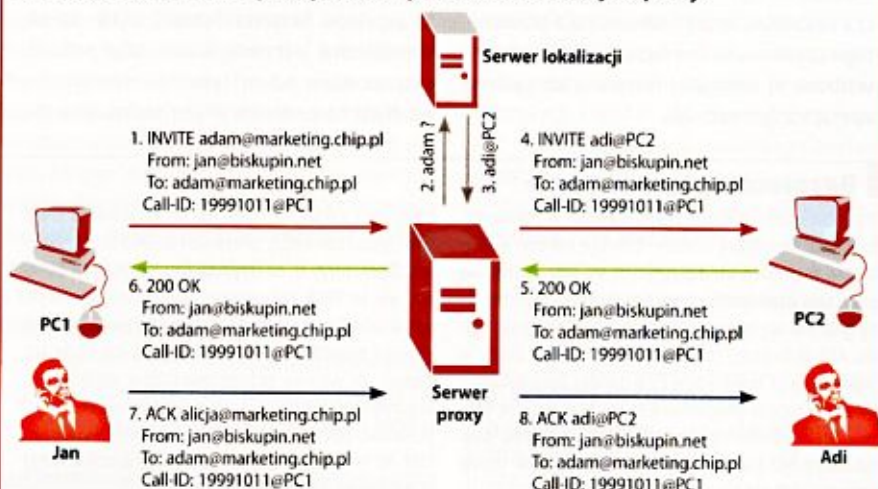 Serwer lokalizacji
1. INVITE adam@marketing.chip.pl
From: jan@biskupin.net
To: adam@marketing.chip.pl
Call-ID: 19991011@PC1
2. adam ?
3. adi@PC2
4. INVITE adi@PC2
From: jan@biskupin.net
To: adam@marketing.chip.pl
Call-ID: 19991011@PC1
PC1
6. 200 OK
From: jan@biskupin.net
To: adam@marketing.chip.pl
Call-ID: 19991011@PC1
5. 200 OK
From: jan@biskupin.net
To: adam@marketing.chip.pl
Call-ID: 19991011@PC1
PC2
Serwer
proxy
Jan
7. ACK alicja@marketing.chip.pl
From: jan@biskupin.net
To: adam@marketing.chip.pl
Call-ID: 19991011@PC1
8. ACK adi@PC2
From: jan@biskupin.net
To: adam@marketing.chip.pl
Call-ID: 19991011@PC1
Adi